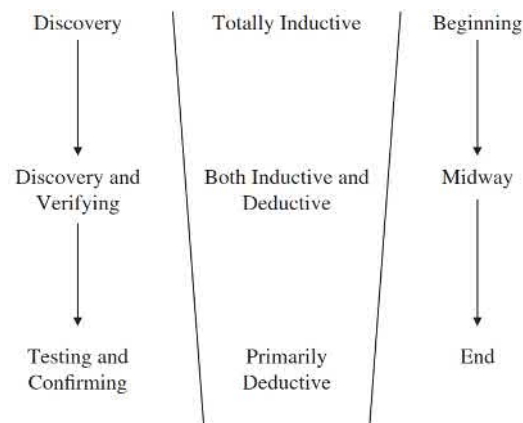 Discovery
Totally Inductive
Beginning
Discovery and
Verifying
Both Inductive and
Deductive
Midway
Testing and
Confirming
Primarily
Deductive
End